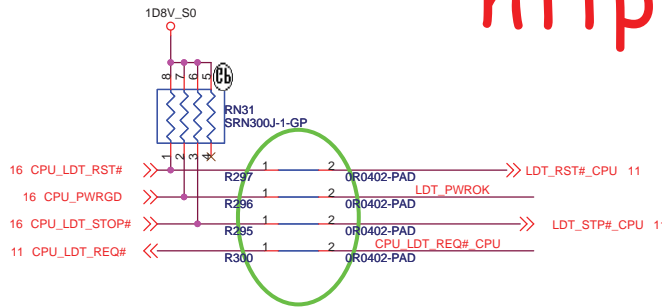 http
1D8V_S0
8 7 6 5
RN31
SRN300J-1-GP
1 2 3 4
16 CPU_LDT_RST# 1 2 LDT_RST#_CPU 11
R297 0R0402-PAD
16 CPU_PWRGD 1 2 LDT_PWROK
R296 0R0402-PAD
16 CPU_LDT_STOP# 1 2 LDT_STP#_CPU 11
R295 0R0402-PAD
11 CPU_LDT_REQ# 1 2 CPU_LDT_REQ#_CPU
R300 0R0402-PAD